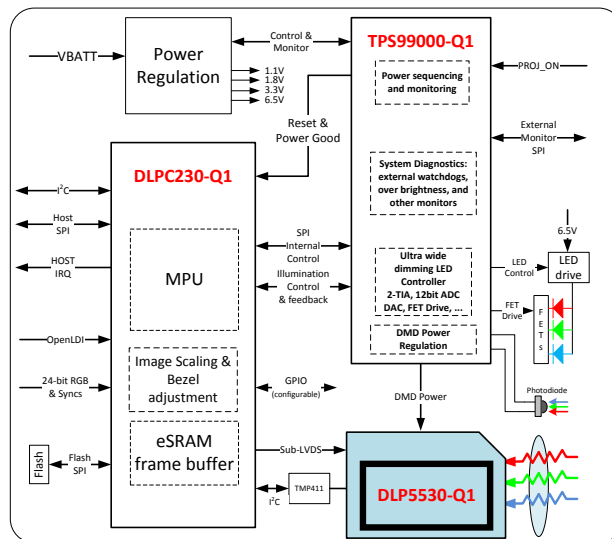 VBATT
Power
Regulation
Control &
Monitor
1.1V
1.8V
3.3V
6.5V
Reset &
Power Good
TPS99000-Q1
Power sequencing
and monitoring
System Diagnostics:
external watchdogs,
over brightness, and
other monitors
Ultra wide
dimming LED
Controller
2-TIA, 12bit ADC
DAC, FET Drive, ...
DMD Power
Regulation
PROJ_ON
External
Monitor
SPI
6.5V
LED
Control
LED
drive
FET
Drive
FETs
Photodiode
DLPC230-Q1
MPU
Image Scaling &
Bezel
adjustment
eSRAM
frame buffer
I²C
Host
SPI
HOST
IRQ
OpenLDI
24-bit RGB
& Syncs
Flash
Flash
SPI
SPI
Internal
Control
Illumination
Control
& feedback
GPIO
(configurable)
DMD Power
Sub-LVDS
I²C
TMP411
DLP5530-Q1